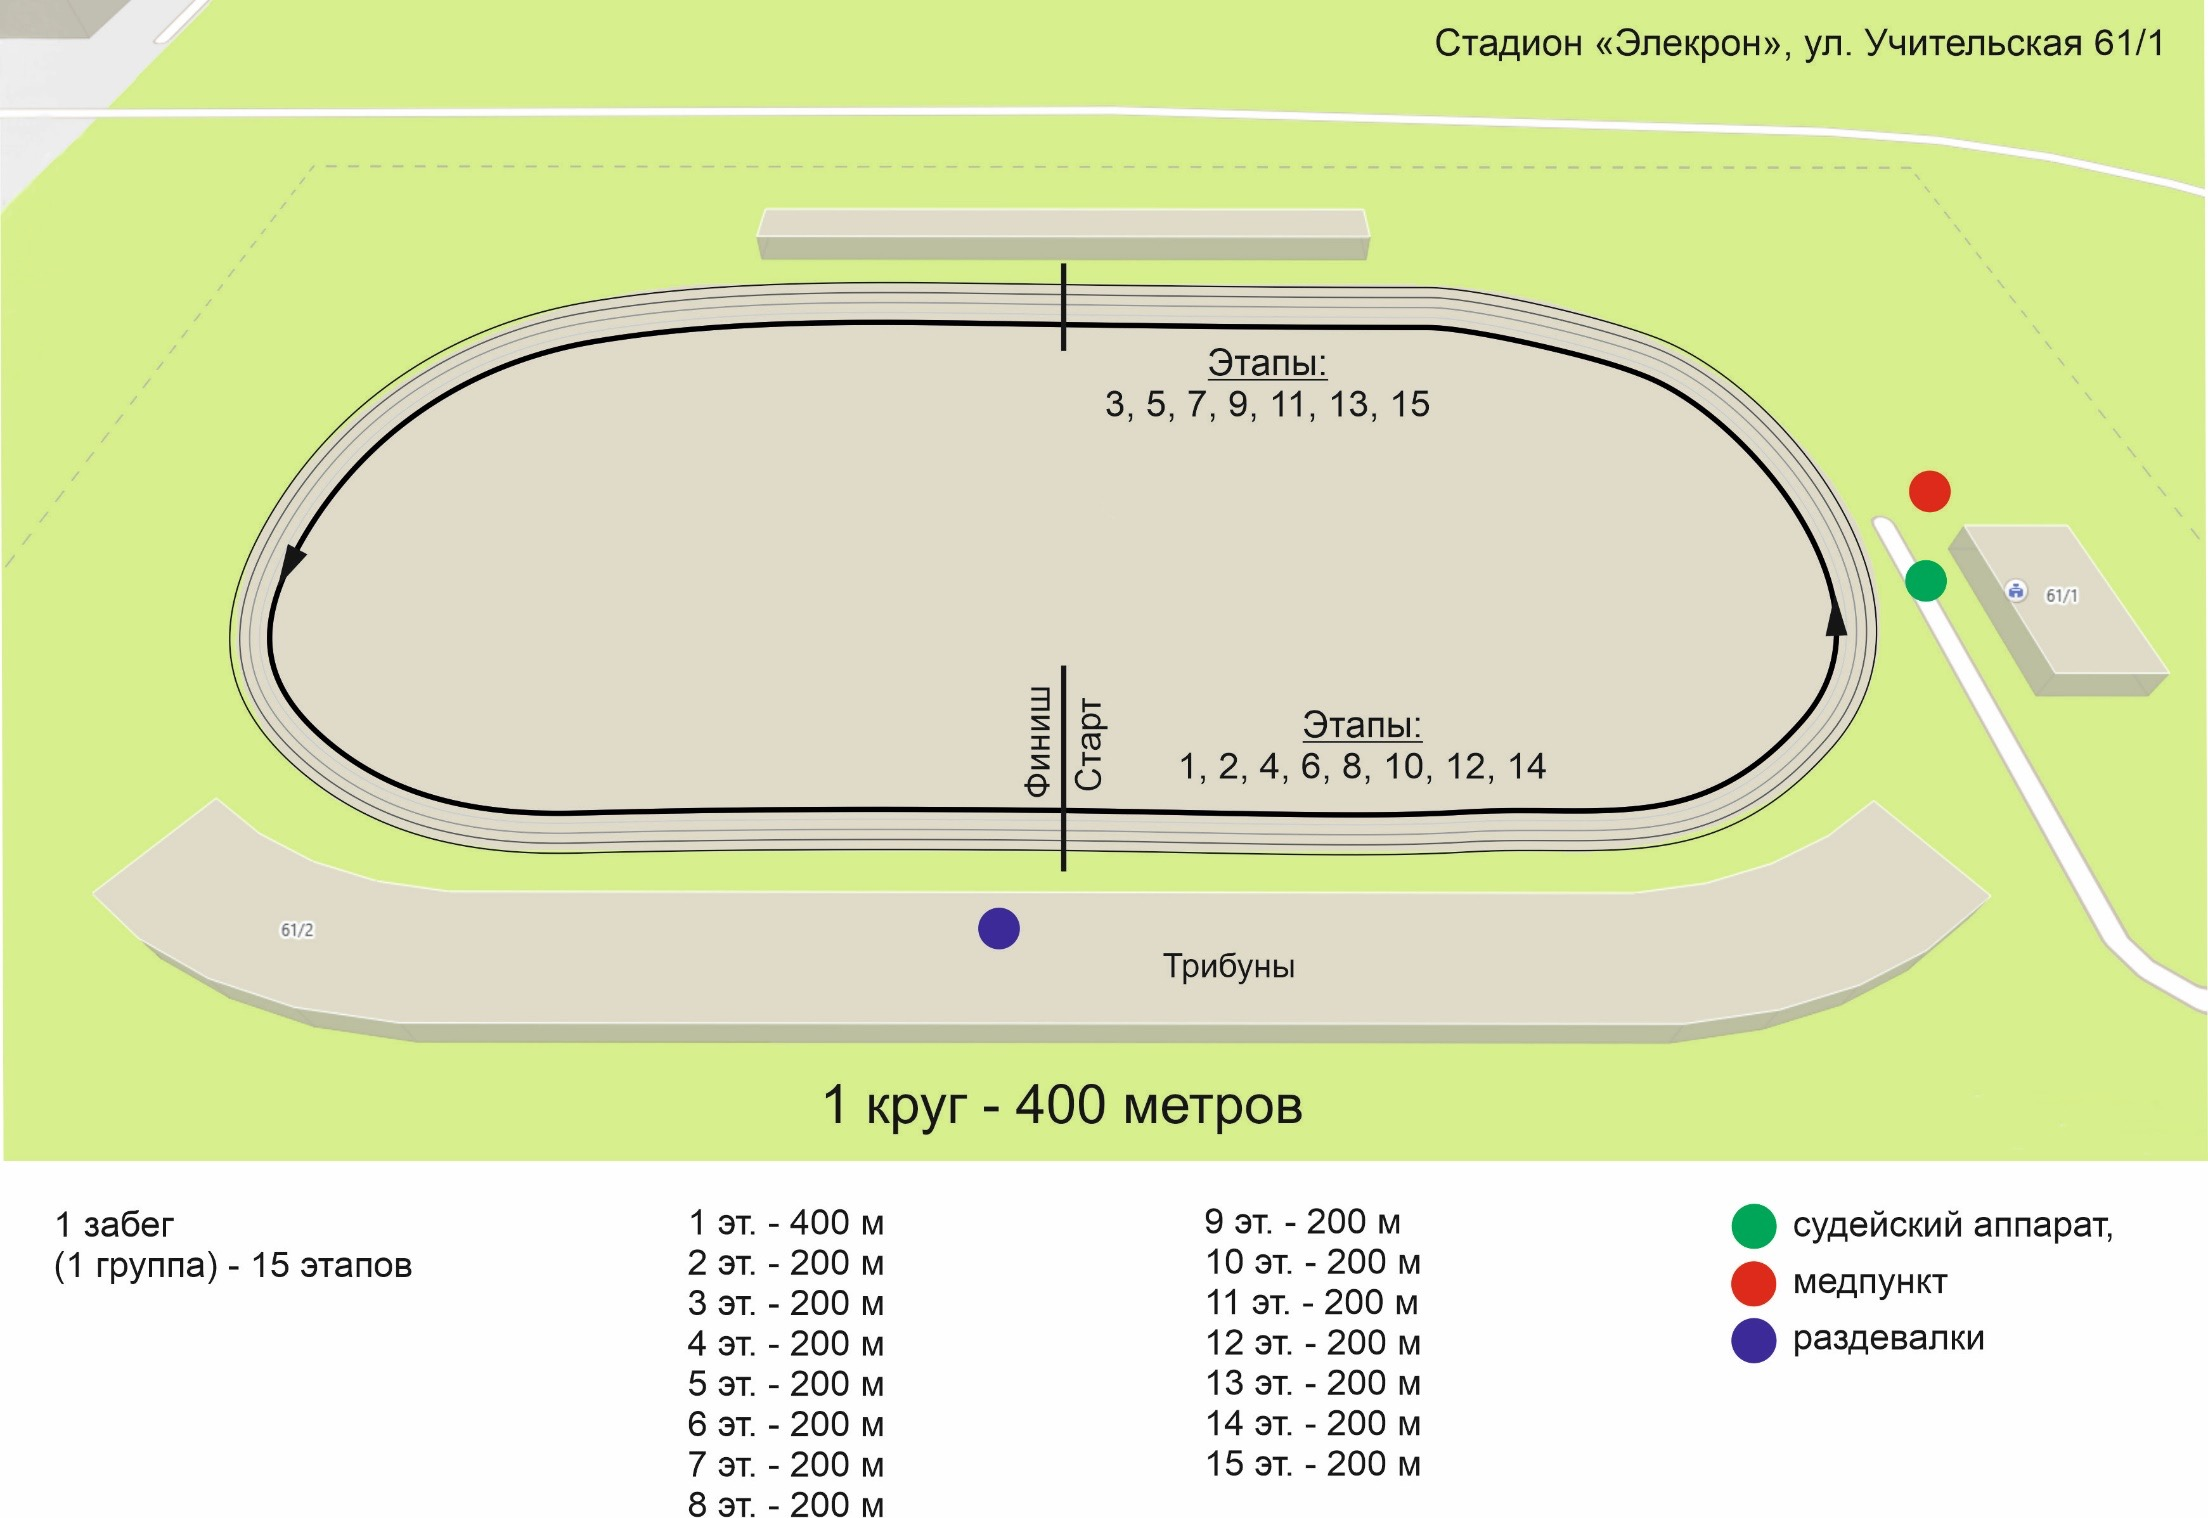 Стадион «Элекрон», ул. Учительская 61/1
Этапы:
3, 5, 7, 9, 11, 13, 15
61/1
Финиш
Старт
Этапы:
1, 2, 4, 6, 8, 10, 12, 14
61/2
Трибуны
1 круг - 400 метров
1 забег
(1 группа) - 15 этапов
1 эт. - 400 м
2 эт. - 200 м
3 эт. - 200 м
4 эт. - 200 м
5 эт. - 200 м
6 эт. - 200 м
7 эт. - 200 м
8 эт. - 200 м
9 эт. - 200 м
10 эт. - 200 м
11 эт. - 200 м
12 эт. - 200 м
13 эт. - 200 м
14 эт. - 200 м
15 эт. - 200 м
судейский аппарат,
медпункт
раздевалки